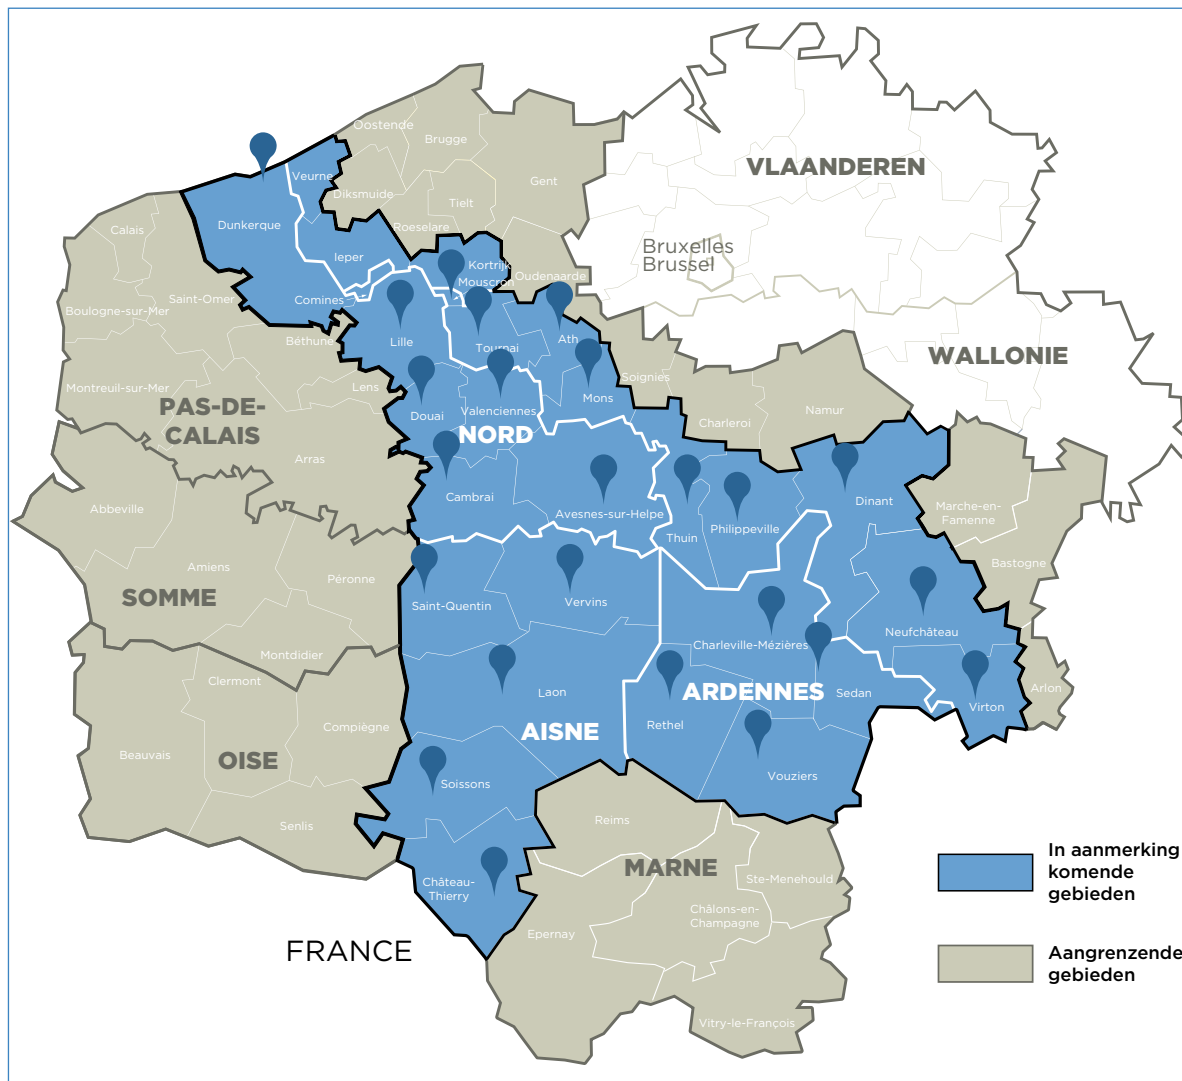 VLAANDEREN
Oostende
Brugge
Veurne
Diksmuide
Gent
Tielt
Calais
Dunkerque
Roeselare
Ieper
Bruxelles
Brussel
Kortrijk
Mouscron
Oudenaarde
Saint-Omer
Comines
Boulogne-sur-Mer
Béthune
Lille
Tournai
Ath
WALLONIE
Montreuil-sur-Mer
Lens
Soignies
PAS-DE-
CALAIS
Douai
Valenciennes
Mons
Namur
Charleroi
NORD
Arras
Cambrai
Avesnes-sur-Helpe
Dinant
Abbeville
Philippeville
Thuin
Marche-en-
Famenne
Amiens
Péronne
Bastogne
SOMME
Saint-Quentin
Vervins
Neufchâteau
Charleville-Mézières
Montdidier
Clermont
Laon
ARDENNES
Sedan
Arlon
Virton
Compiègne
AISNE
Rethel
Beauvais
OISE
Soissons
Vouziers
Senlis
Reims
MARNE
Château-
Thierry
Ste-Menehould
Châlons-en-
Champagne
Epernay
FRANCE
Vitry-le-François
In aanmerking
komende
gebieden
Aangrenzende
gebieden